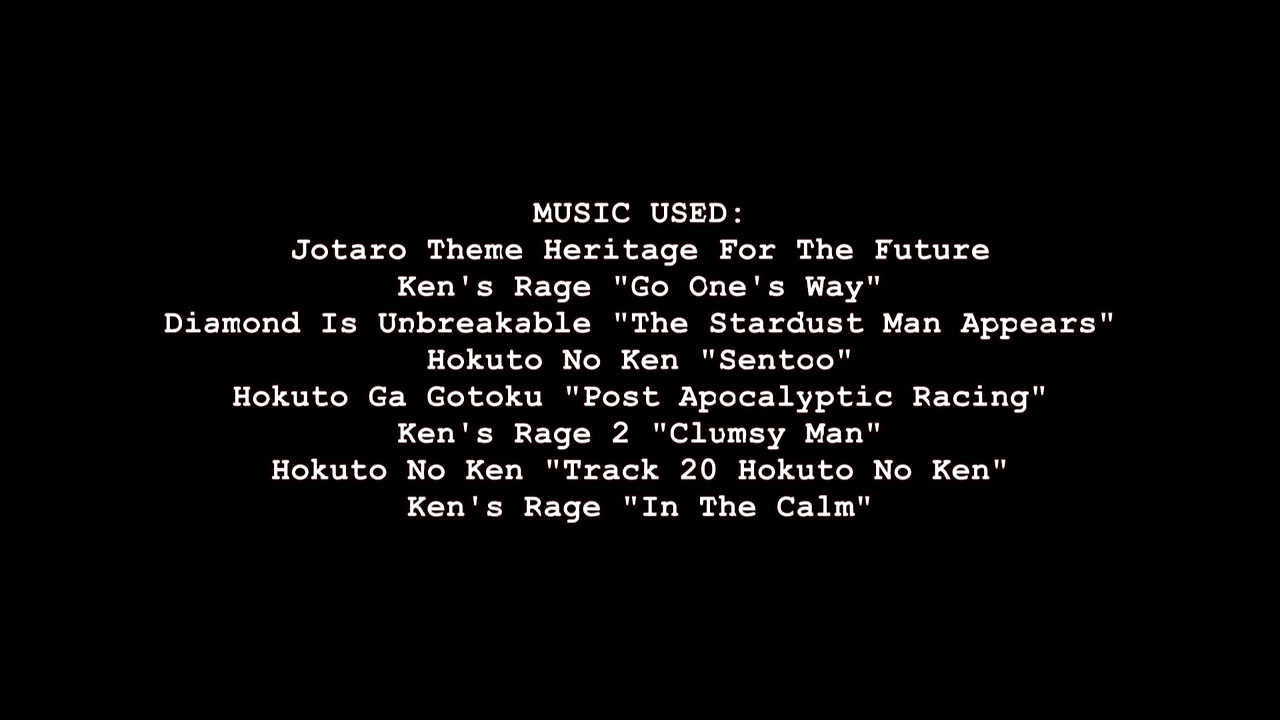 MUSIC USED:
Jotaro Theme Heritage For The Future
Ken's Rage "Go One's Way"
Diamond Is Unbreakable "The Stardust Man Appears"
Hokuto No Ken "Sentoo"
Hokuto Ga Gotoku "Post Apocalyptic Racing"
Ken's Rage 2 "Clumsy Man"
Hokuto No Ken "Track 20 Hokuto No Ken"
Ken's Rage "In The Calm"